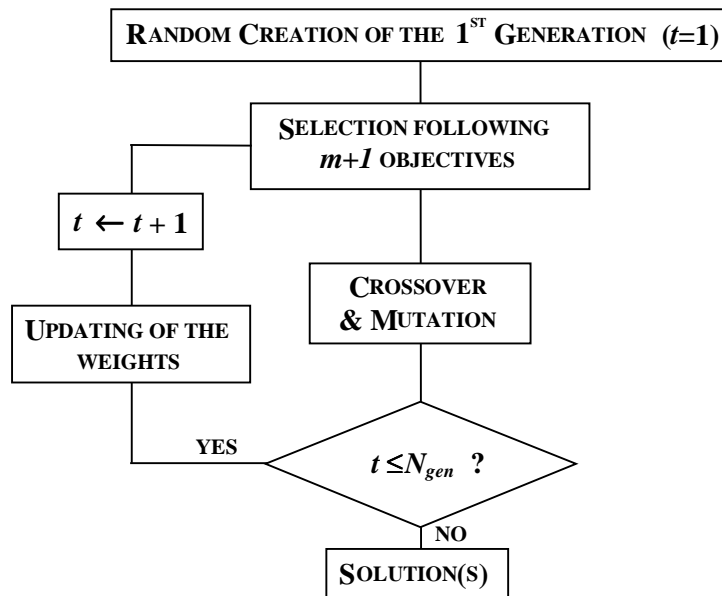 RANDOM CREATION OF THE 1ST GENERATION (t=1)
SELECTION FOLLOWING
m+1 OBJECTIVES
t ← t + 1
CROSSOVER
& MUTATION
UPDATING OF THE
WEIGHTS
YES
t ≤ Ngen ?
NO
SOLUTION(S)